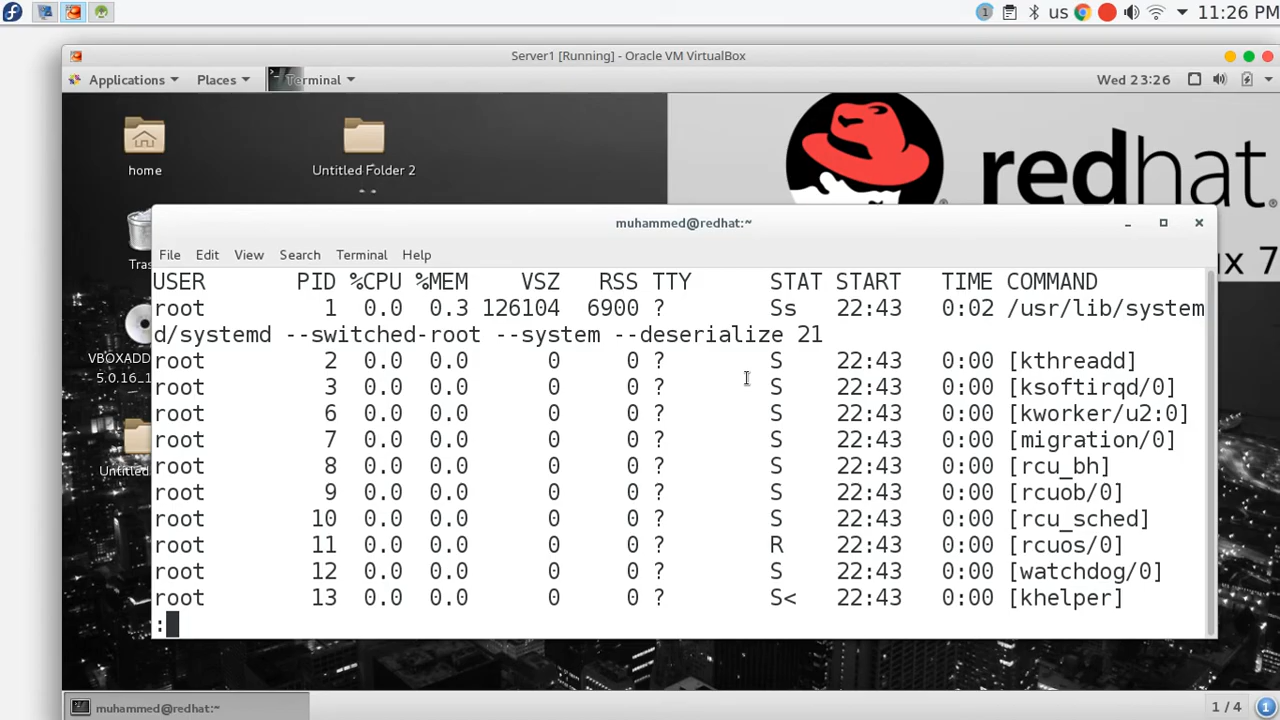 1 us 11:26 PM
Server1 [Running] - Oracle VM VirtualBox
Applications Places Terminal Wed 23:26
home
Untitled Folder 2
redhat.
Tras
ux 7
VBOXADD
5.0.16_1
Untitled
muhammed@redhat:~
File Edit View Search Terminal Help
USER PID %CPU %MEM VSZ RSS TTY STAT START TIME COMMAND
root 1 0.0 0.3 126104 6900 ? Ss 22:43 0:02 /usr/lib/system
d/systemd --switched-root --system --deserialize 21
root 2 0.0 0.0 0 0 ? S 22:43 0:00 [kthreadd]
root 3 0.0 0.0 0 0 ? S 22:43 0:00 [ksoftirqd/0]
root 6 0.0 0.0 0 0 ? S 22:43 0:00 [kworker/u2:0]
root 7 0.0 0.0 0 0 ? S 22:43 0:00 [migration/0]
root 8 0.0 0.0 0 0 ? S 22:43 0:00 [rcu_bh]
root 9 0.0 0.0 0 0 ? S 22:43 0:00 [rcuob/0]
root 10 0.0 0.0 0 0 ? S 22:43 0:00 [rcu_sched]
root 11 0.0 0.0 0 0 ? R 22:43 0:00 [rcuos/0]
root 12 0.0 0.0 0 0 ? S 22:43 0:00 [watchdog/0]
root 13 0.0 0.0 0 0 ? S< 22:43 0:00 [khelper]
:
muhammed@redhat:~ 1 / 4 1